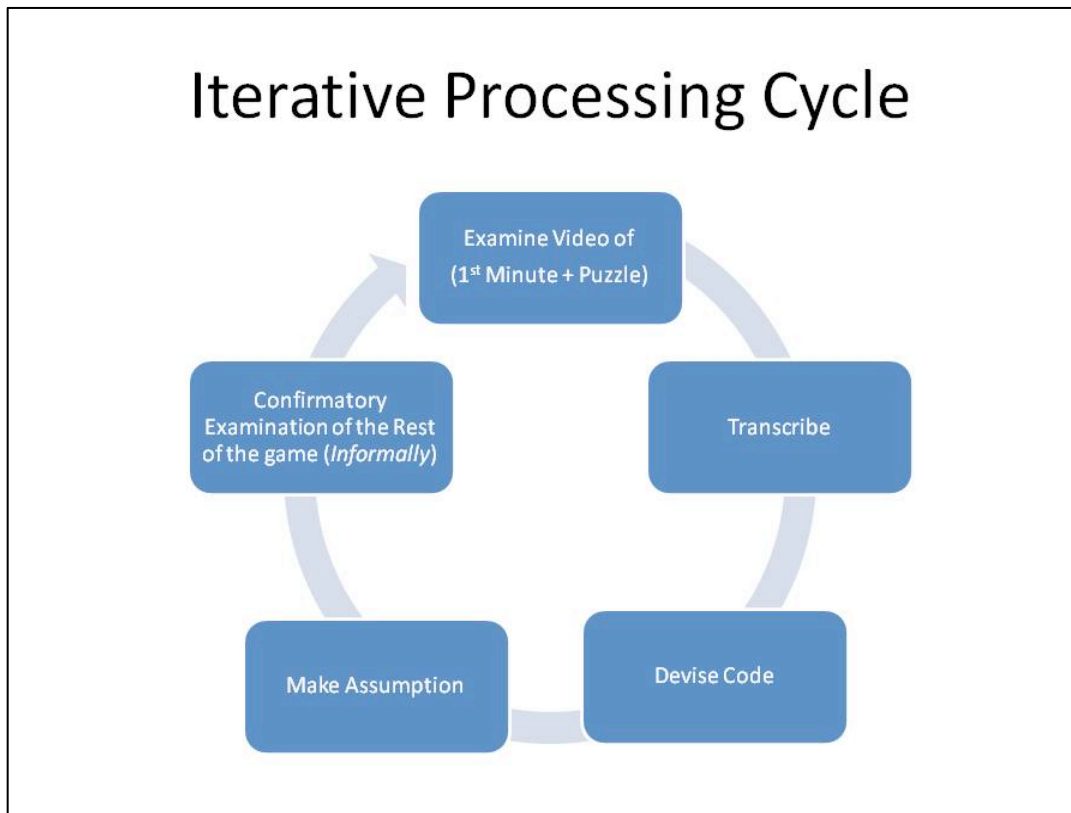 Iterative Processing Cycle
Examine Video of
(1st Minute + Puzzle)
Transcribe
Devise Code
Make Assumption
Confirmatory
Examination of the Rest
of the game (Informally)